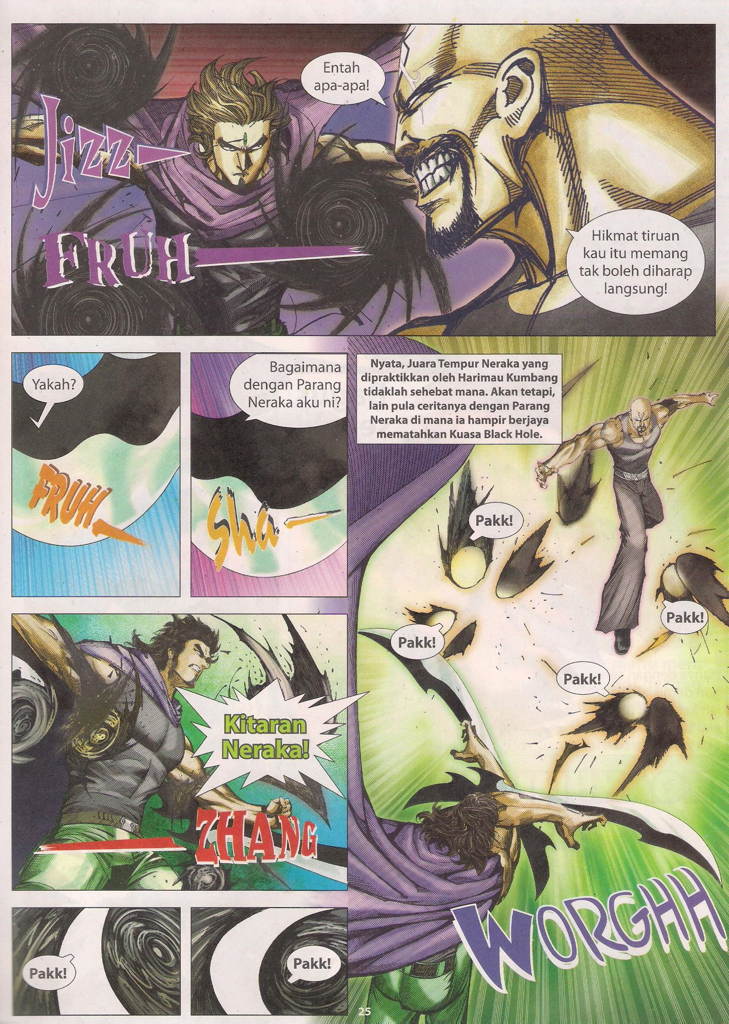 Entah
apa-apa!
Jizz
FRUH
Hikmat tiruan
kau itu memang
tak boleh diharap
langsung!
Yakah?
FRUH
Bagaimana
dengan Parang
Neraka aku ni?
Sha
Nyata, Juara Tempur Neraka yang
dipraktikkan oleh Harimau Kumbang
tidaklah sehebat mana. Akan tetapi,
lain pula ceritanya dengan Parang
Neraka di mana ia hampir berjaya
mematahkan Kuasa Black Hole.
Pakk!
Pakk!
Pakk!
Pakk!
Kitaran
Neraka!
ZHANG
WORGHH
Pakk!
Pakk!
25